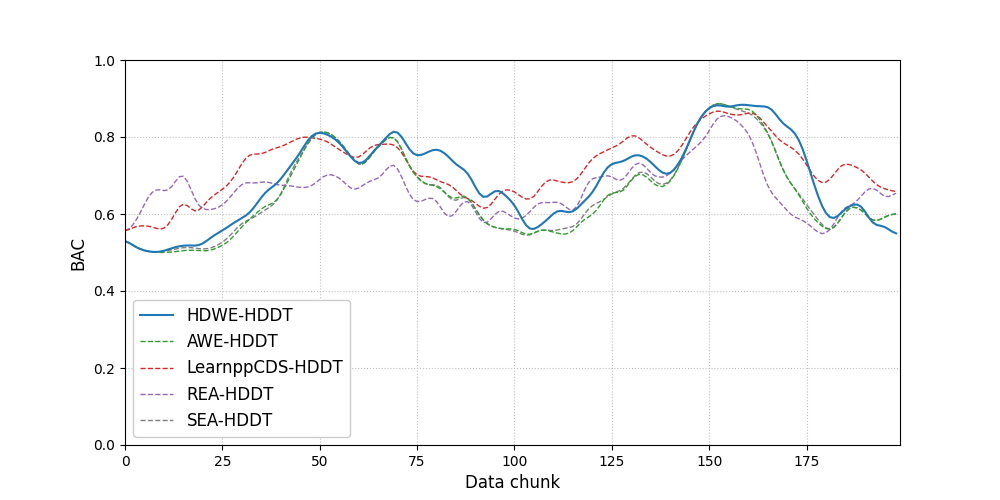 1.0
0.8
0.6
0.4
0.2
0.0
BAC
HDWE-HDDT
AWE-HDDT
LearnppCDS-HDDT
REA-HDDT
SEA-HDDT
0 25 50 75 100 125 150 175
Data chunk